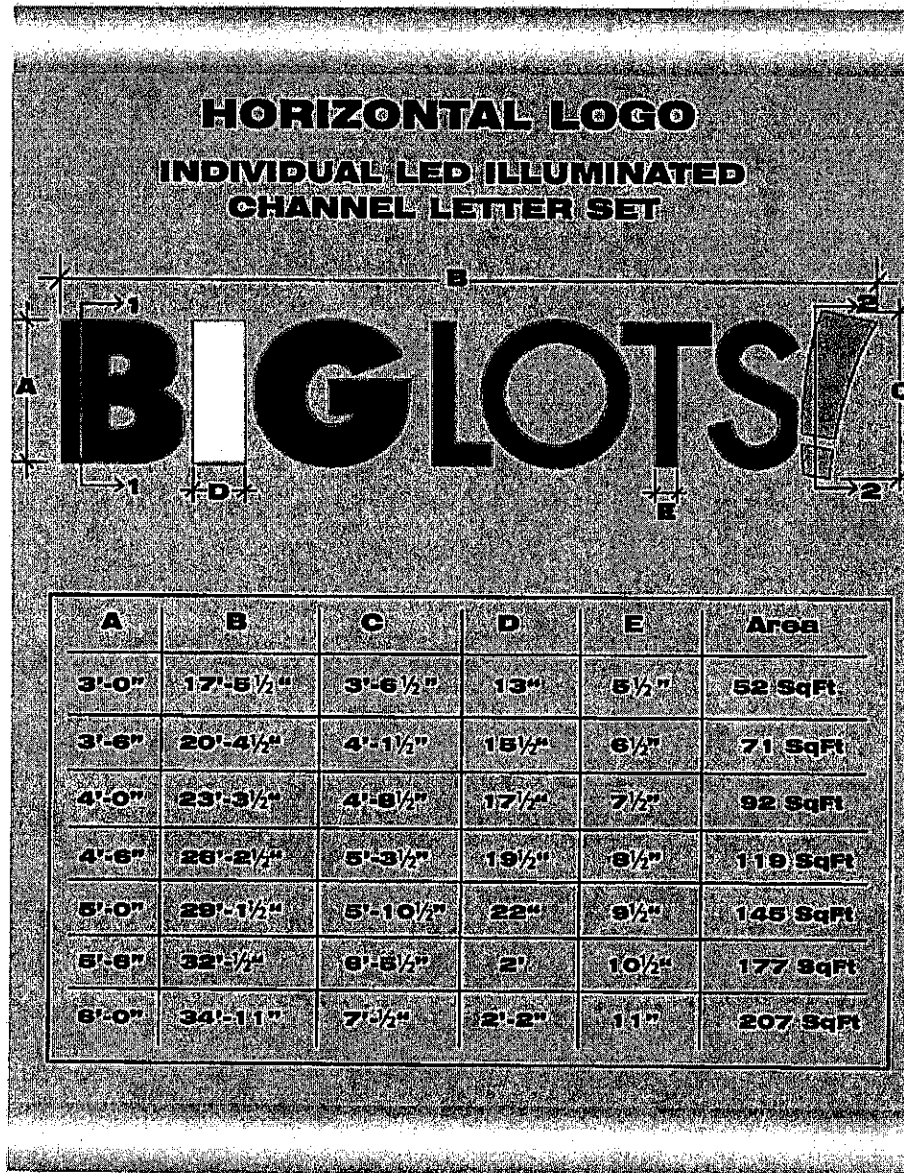 HORIZONTAL LOGO
INDIVIDUAL LED ILLUMINATED
CHANNEL LETTER SET
B
1 2
BIGLOTS!
A C
1 D 2
E
A B C D E Area
3'-0" 17'-5½" 3'-6½" 13" 5½" 52 SqFt
3'-6" 20'-4½" 4'-1½" 15½" 6½" 71 SqFt
4'-0" 23'-3½" 4'-8½" 17½" 7½" 92 SqFt
4'-6" 26'-2½" 5'-3½" 19½" 8½" 119 SqFt
5'-0" 29'-1½" 5'-10½" 22" 9½" 145 SqFt
5'-6" 32'-½" 6'-5½" 2' 10½" 177 SqFt
6'-0" 34'-11" 7'-½" 2'-2" 11" 207 SqFt